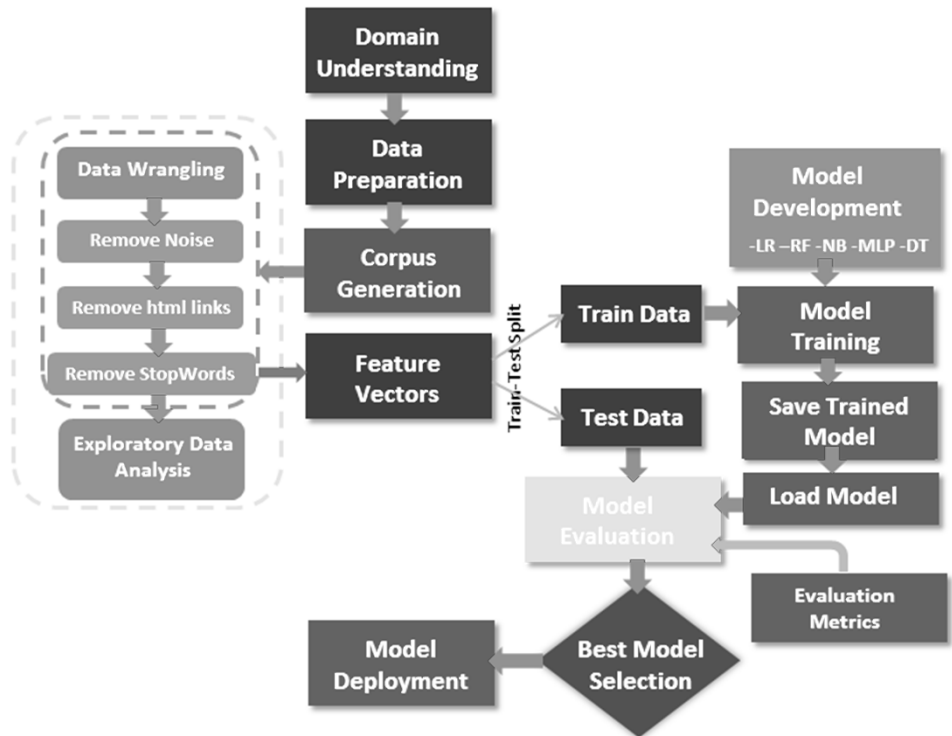 Domain
Understanding
Data
Preparation
Corpus
Generation
Data Wrangling
Remove Noise
Remove html links
Remove StopWords
Exploratory Data
Analysis
Feature
Vectors
Train-Test Split
Train Data
Test Data
Model
Development
-LR –RF -NB -MLP -DT
Model
Training
Save Trained
Model
Load Model
Model
Evaluation
Evaluation
Metrics
Best Model
Selection
Model
Deployment